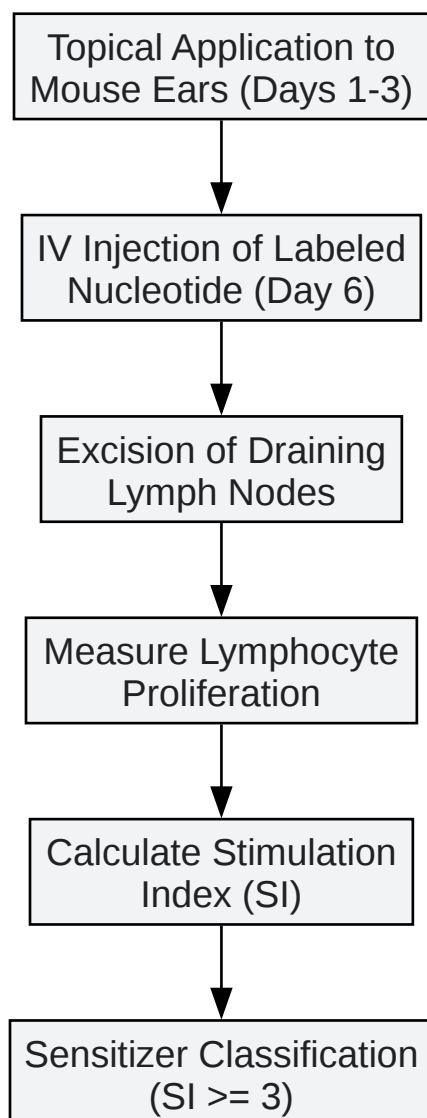 Topical Application to
Mouse Ears (Days 1-3)
IV Injection of Labeled
Nucleotide (Day 6)
Excision of Draining
Lymph Nodes
Measure Lymphocyte
Proliferation
Calculate Stimulation
Index (SI)
Sensitizer Classification
(SI >= 3)